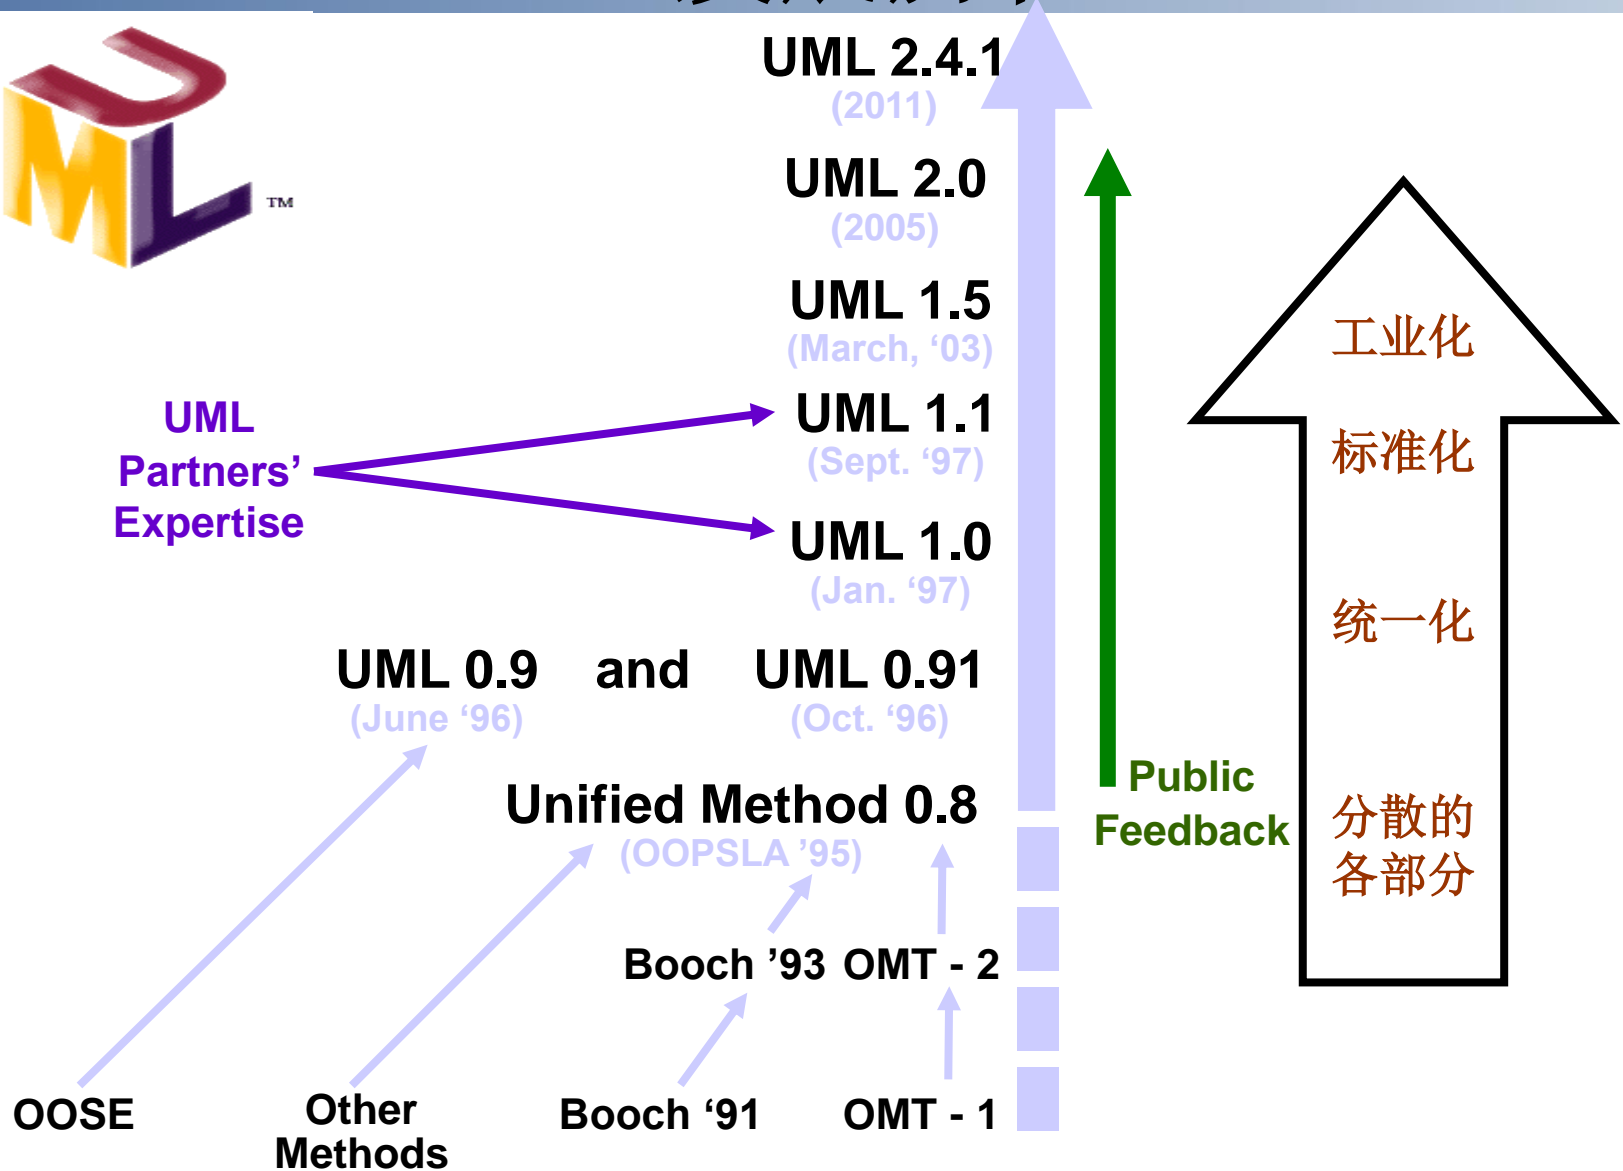 UML
TM
UML 2.4.1
(2011)
UML 2.0
(2005)
UML 1.5
(March, ‘03)
UML 1.1
(Sept. ‘97)
UML
Partners’
Expertise
UML 1.0
(Jan. ‘97)
UML 0.9 and UML 0.91
(June ‘96) (Oct. ‘96)
Unified Method 0.8
(OOPSLA ’95)
Public
Feedback
Booch ’93 OMT - 2
OOSE
Other
Methods
Booch ‘91
OMT - 1
工业化
标准化
统一化
分散的
各部分